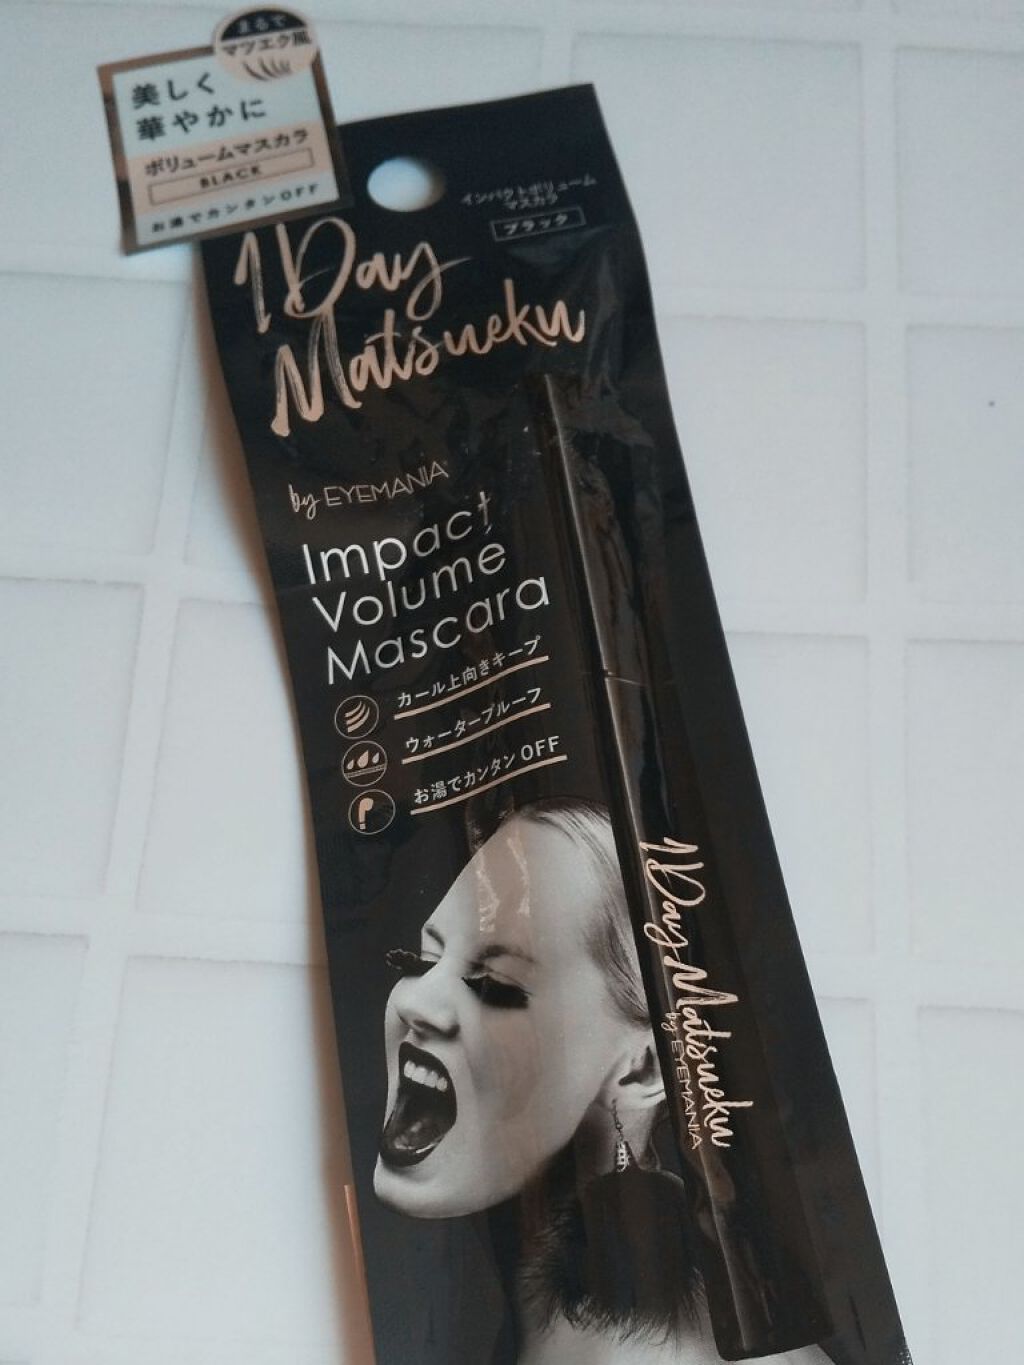 まるで
マツエク風
美しく
華やかに
ボリュームマスカラ
BLACK
お湯でカンタンOFF
インパクトボリューム
マスカラ
ブラック
1Day
Matsueku
by EYEMANIA
Impact
Volume
Mascara
カール上向きキープ
ウォータープルーフ
お湯でカンタンOFF
1Day Matsueku
by EYEMANIA